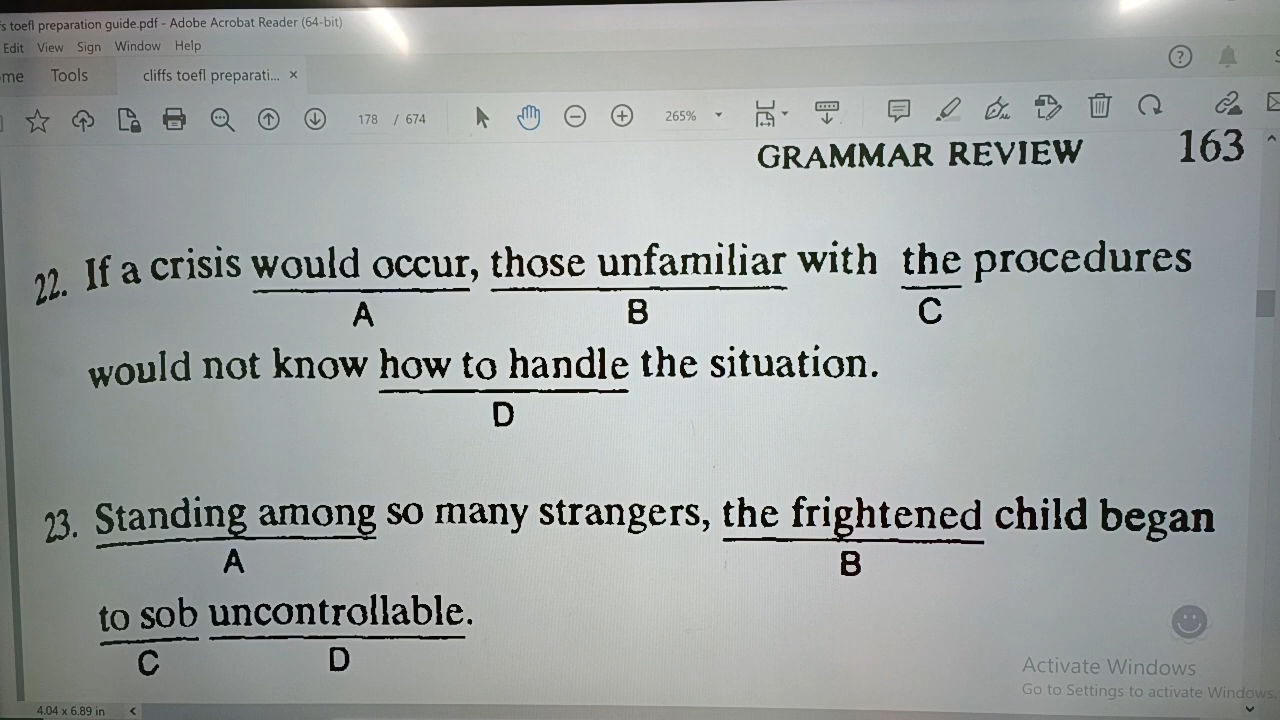 s toefl preparation guide.pdf - Adobe Acrobat Reader (64-bit)
Edit View Sign Window Help
me Tools cliffs toefl preparati... ×
178 / 674 265%
GRAMMAR REVIEW 163
22. If a crisis would occur, those unfamiliar with the procedures
A B C
would not know how to handle the situation.
D
23. Standing among so many strangers, the frightened child began
A B
to sob uncontrollable.
C D
Activate Windows
Go to Settings to activate Windows.
4.04 x 6.89 in